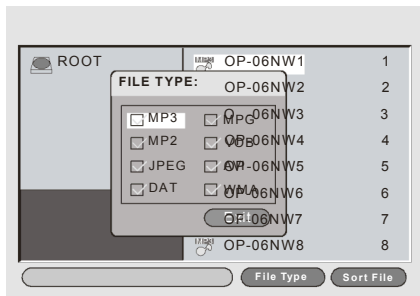 ROOT
OP-06NW1 1
FILE TYPE:
OP-06NW2 2
MP3
MPG
OP-06NW3 3
MP2
VOB
OP-06NW4 4
JPEG
AVI
OP-06NW5 5
DAT
WMA
OP-06NW6 6
Exit
OP-06NW7 7
OP-06NW8 8
File Type
Sort File